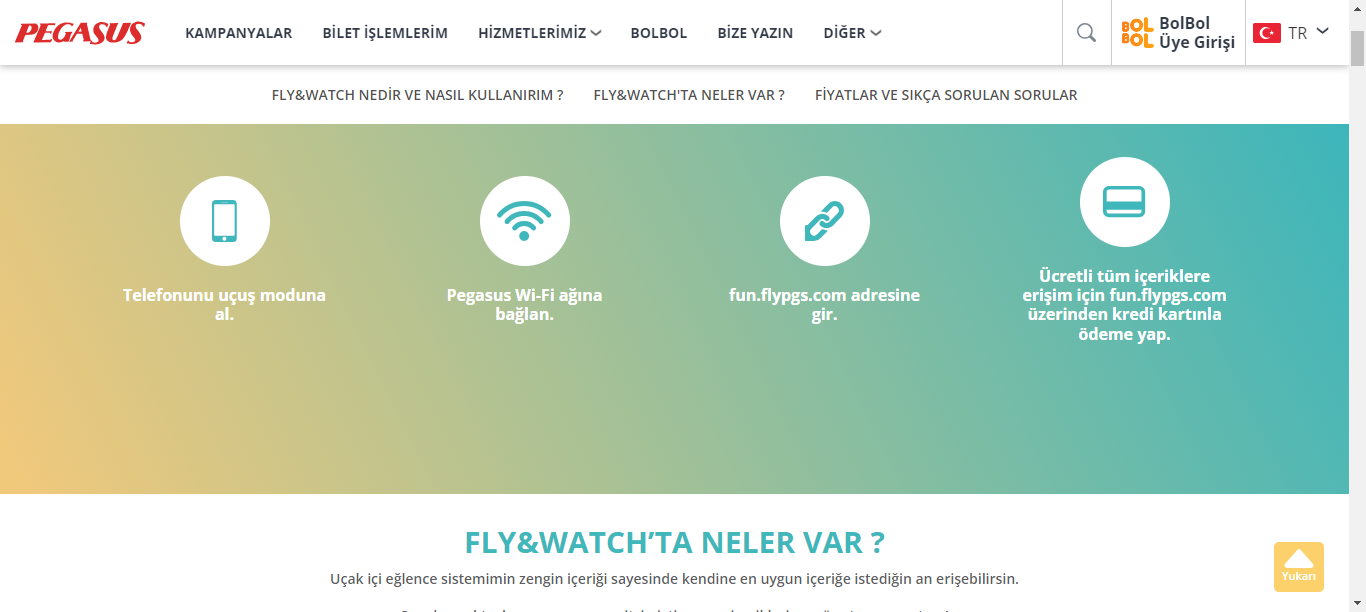 PEGASUS
KAMPANYALAR
BİLET İŞLEMLERİM
HİZMETLERİMİZ
BOLBOL
BİZE YAZIN
DİĞER
BOL
BOL
BolBol
Üye Girişi
TR
FLY&WATCH NEDİR VE NASIL KULLANIRIM ?
FLY&WATCH'TA NELER VAR ?
FİYATLAR VE SIKÇA SORULAN SORULAR
Telefonunu uçuş moduna
al.
Pegasus Wi-Fi ağına
bağlan.
fun.flypgs.com adresine
gir.
Ücretli tüm içeriklere
erişim için fun.flypgs.com
üzerinden kredi kartınla
ödeme yap.
FLY&WATCH’TA NELER VAR ?
Uçak içi eğlence sistemimin zengin içeriği sayesinde kendine en uygun içeriğe istediğin an erişebilirsin.
Yukarı